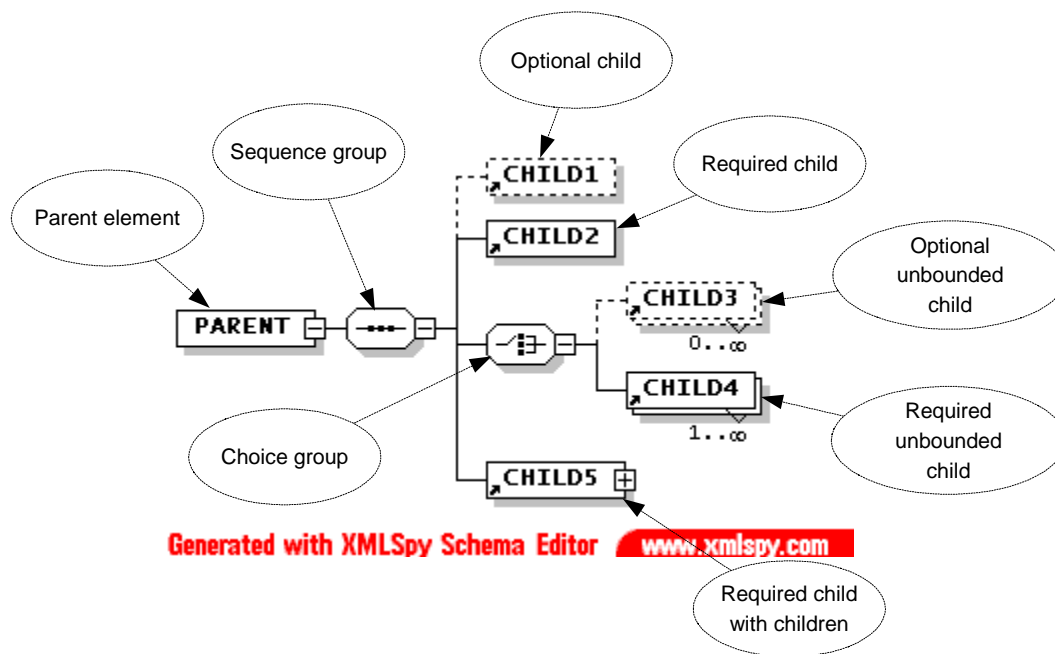 Optional child
Sequence group
CHILD1
Required child
Parent element
CHILD2
Optional
unbounded
child
CHILD3
PARENT
0..∞
CHILD4
Required
unbounded
child
1..∞
Choice group
CHILD5
Generated with XMLSpy Schema Editor www.xmlspy.com
Required child
with children